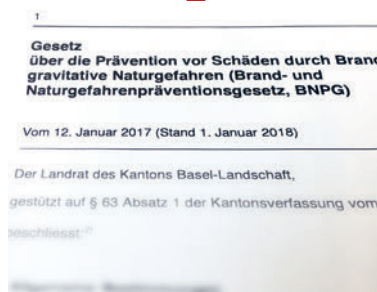 1
Gesetz
über die Prävention vor Schäden durch Brand
gravitative Naturgefahren (Brand- und
Naturgefahrenpräventionsgesetz, BNPG)
Vom 12. Januar 2017 (Stand 1. Januar 2018)
Der Landrat des Kantons Basel-Landschaft,
gestützt auf § 63 Absatz 1 der Kantonsverfassung vom
beschliesst: